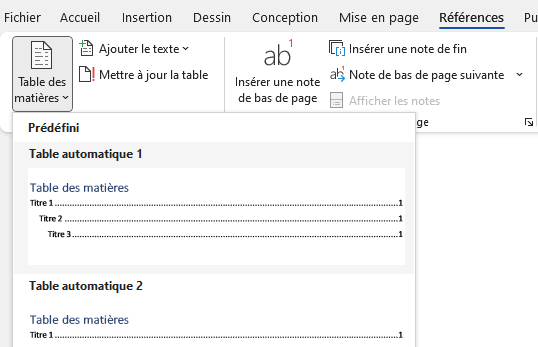 Fichier Accueil Insertion Dessin Conception Mise en page Références
Table des matières
Ajouter le texte
Mettre à jour la table
ab1
Insérer une note de bas de page
Insérer une note de fin
ab1 Note de bas de page suivante
Afficher les notes
Prédéfini
Table automatique 1
Table des matières
Titre 1 ........................................ 1
Titre 2 ........................................ 1
Titre 3 ........................................ 1
Table automatique 2
Table des matières
Titre 1 ........................................ 1